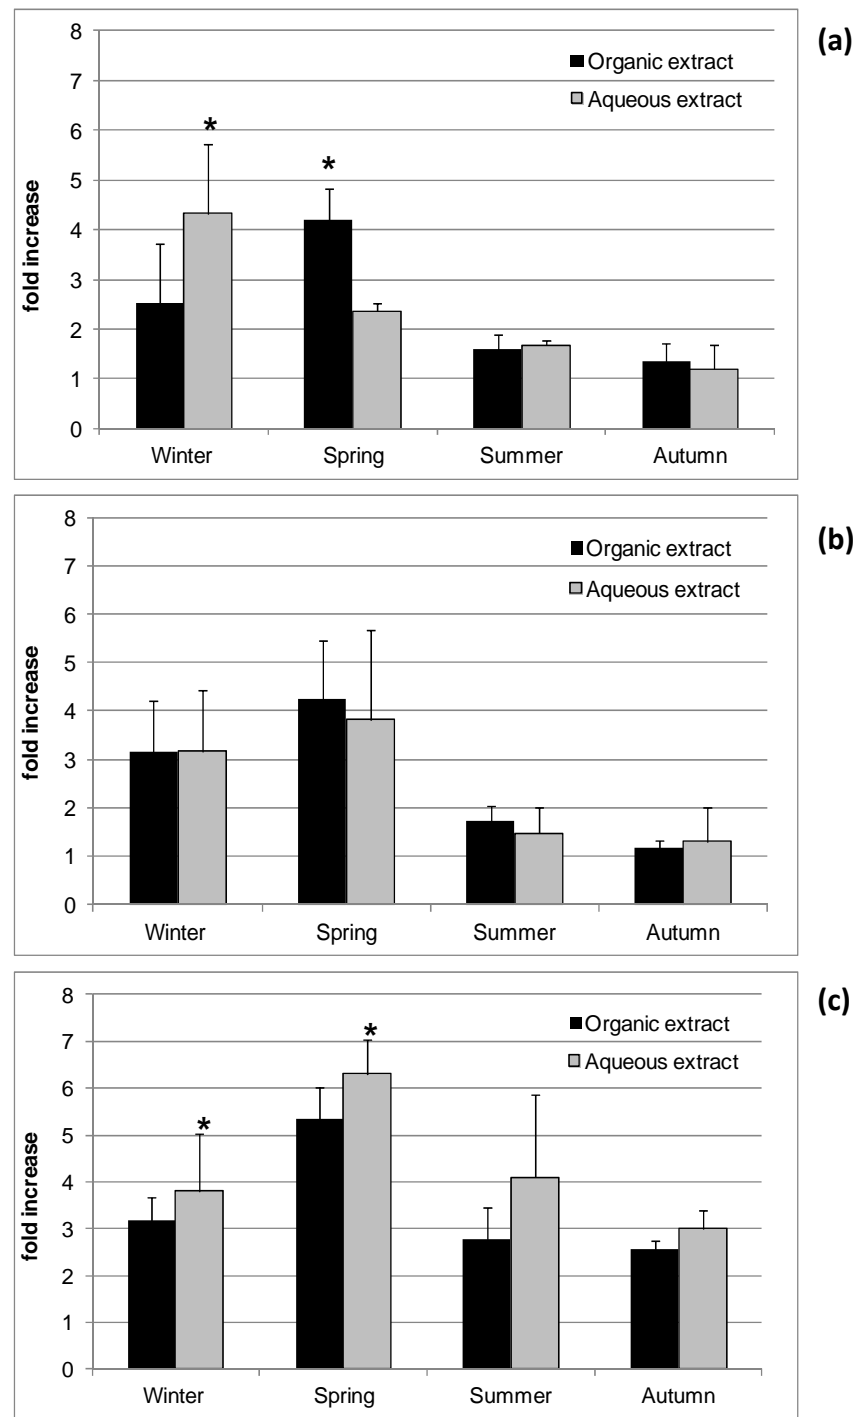 (a)
8
7
6
5
4
3
2
1
0
fold increase
Organic extract
Aqueous extract
*
*
Winter Spring Summer Autumn
(b)
8
7
6
5
4
3
2
1
0
fold increase
Organic extract
Aqueous extract
Winter Spring Summer Autumn
(c)
8
7
6
5
4
3
2
1
0
fold increase
Organic extract
Aqueous extract
*
*
Winter Spring Summer Autumn